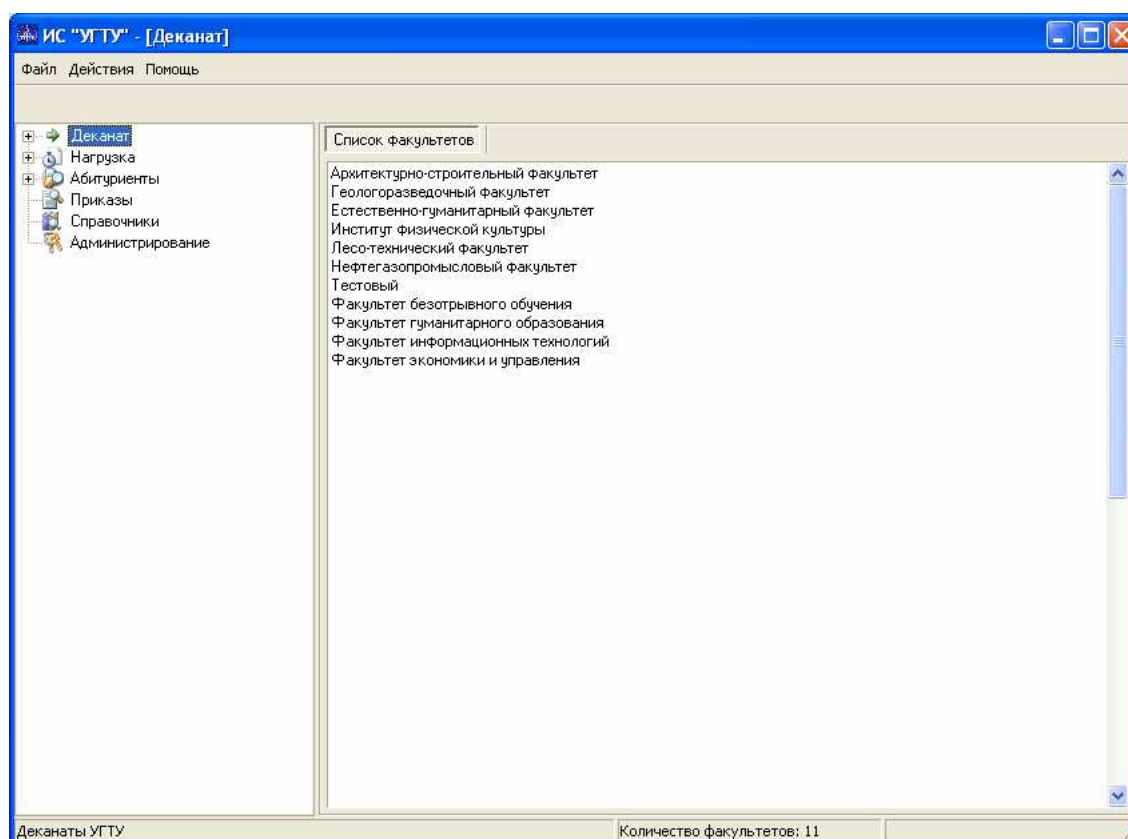 ИС "УГТУ" - [Деканат]
Файл Действия Помощь
Деканат
Нагрузка
Абитуриенты
Приказы
Справочники
Администрирование
Список факультетов
Архитектурно-строительный факультет
Геологоразведочный факультет
Естественно-гуманитарный факультет
Институт физической культуры
Лесо-технический факультет
Нефтегазопромысловый факультет
Тестовый
Факультет безотрывного обучения
Факультет гуманитарного образования
Факультет информационных технологий
Факультет экономики и управления
Деканаты УГТУ
Количество факультетов: 11